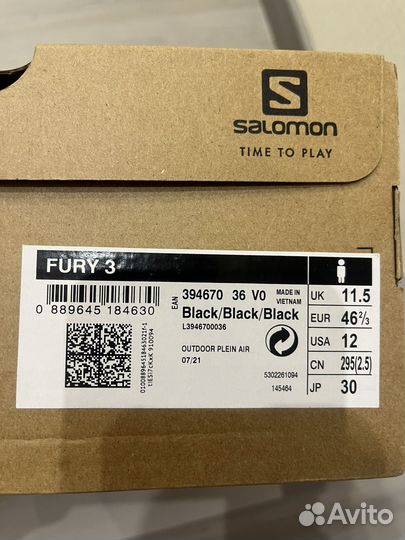 SALOMON
TIME TO PLAY
FURY 3
0 889645 184630
EAN
394670 36 V0
MADE IN VIETNAM
Black/Black/Black
L3946700036
OUTDOOR PLEIN AIR
07/21
5302261094
145464
UK 11.5
EUR 46⅔
USA 12
CN 295(2.5)
JP 30
Avito